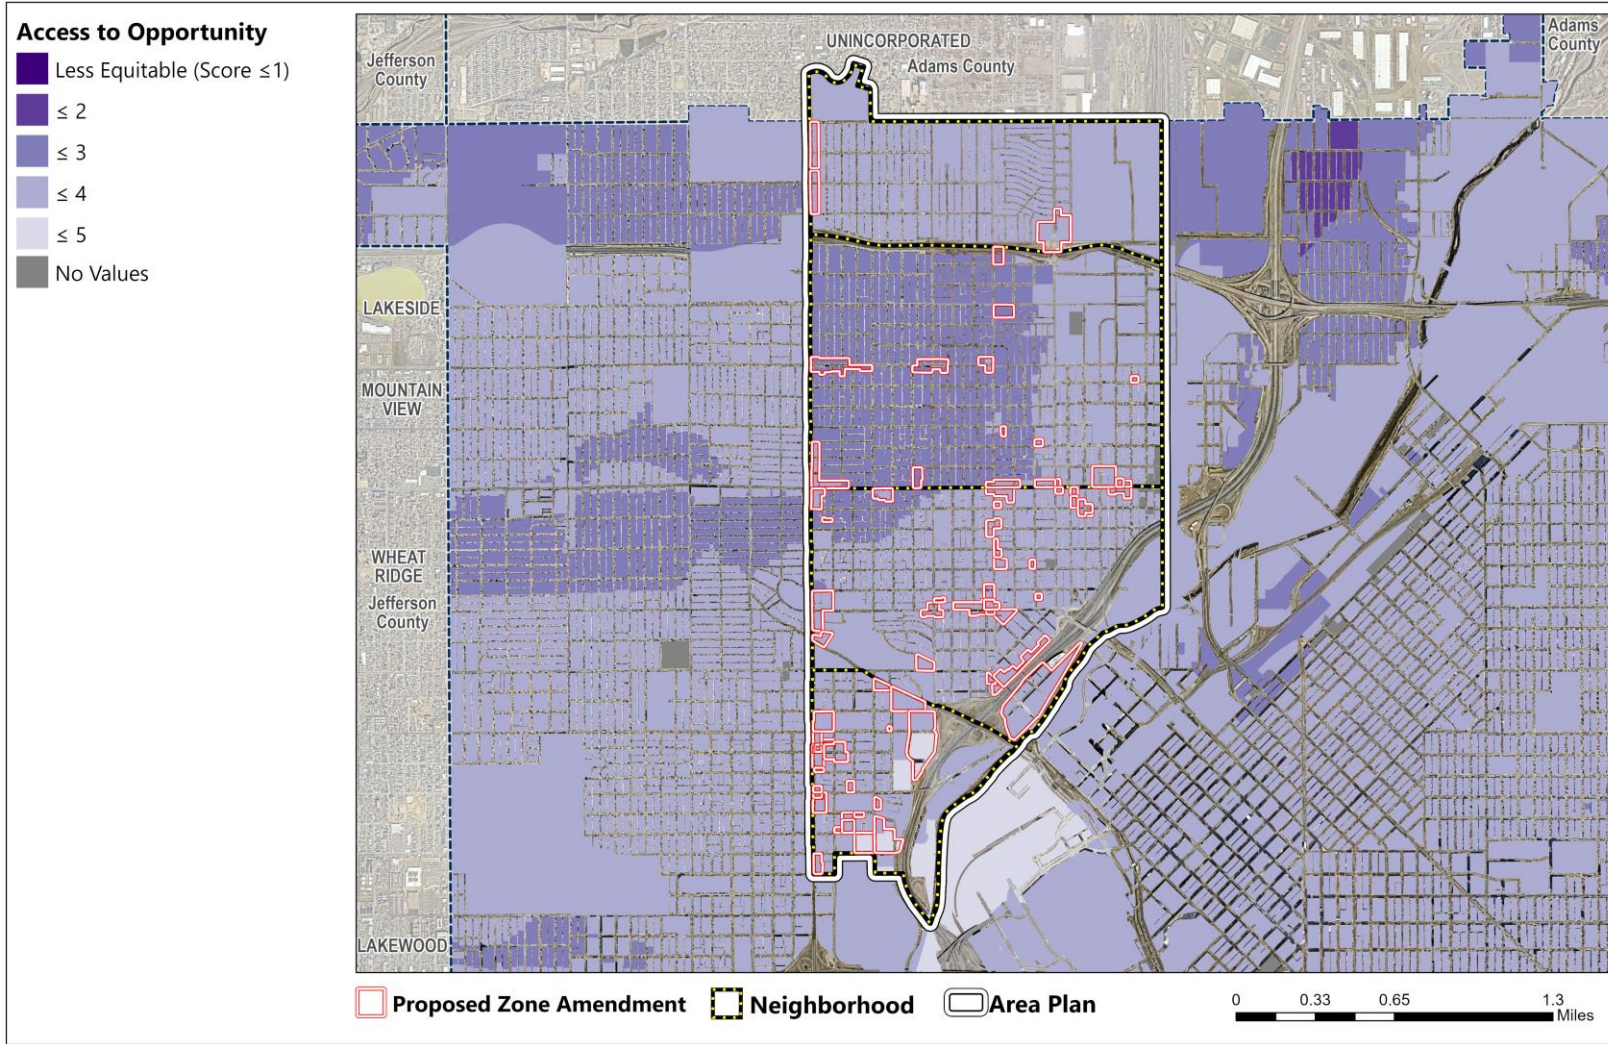 Access to Opportunity
Less Equitable (Score ≤1)
≤ 2
≤ 3
≤ 4
≤ 5
No Values
Jefferson
County
UNINCORPORATED
Adams County
Adams
County
LAKESIDE
MOUNTAIN
VIEW
WHEAT
RIDGE
Jefferson
County
LAKEWOOD
Proposed Zone Amendment
Neighborhood
Area Plan
0 0.33 0.65 1.3
Miles